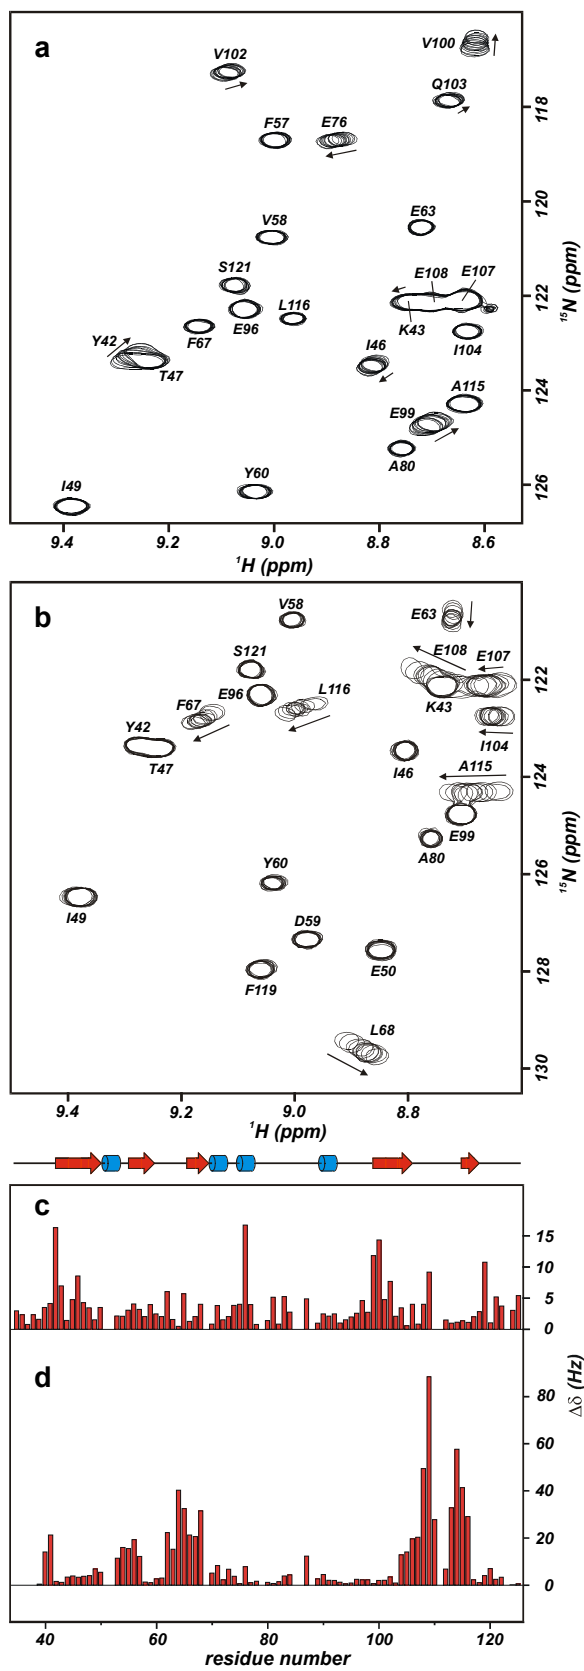 a
V100
V102
Q103
118
F57 E76
120
E63
V58
S121
E108 E107
122
15N (ppm)
L116
E96
K43
F67
Y42
I46
I104
T47
A115
124
E99
A80
Y60
I49
126
9.4 9.2 9.0 8.8 8.6
1H (ppm)
b
V58
E63
S121
E108
E107
122
E96
L116
F67
K43
Y42
I104
T47
I46
A115
124
E99
A80
15N (ppm)
Y60
126
I49
D59
E50
F119
128
L68
130
9.4 9.2 9.0 8.8
1H (ppm)
c
15
10
5
0
d
Δδ (Hz)
80
60
40
20
0
40 60 80 100 120
residue number